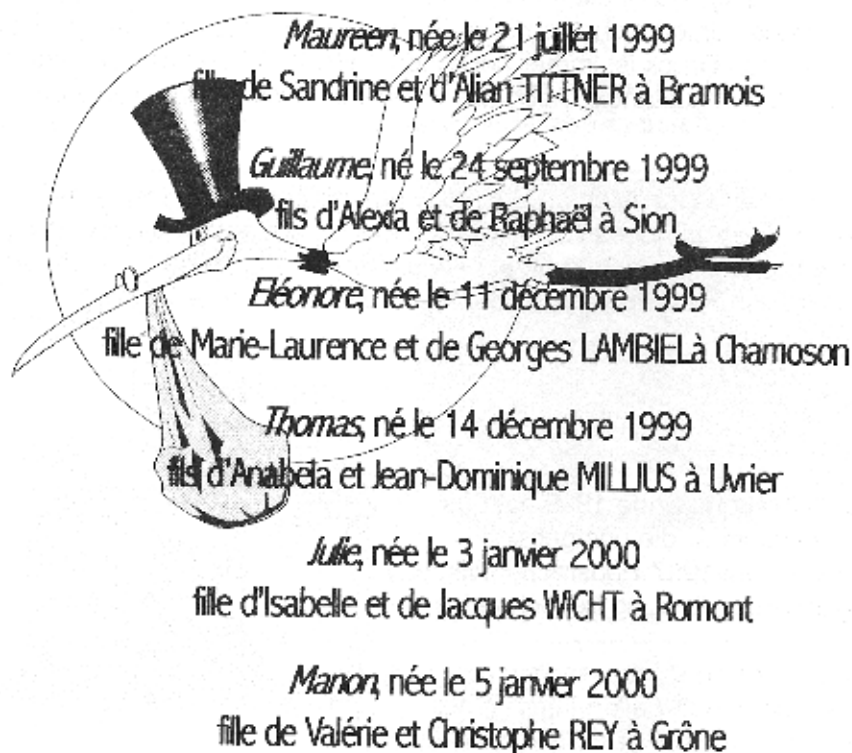 Maureen, née le 21 juillet 1999
fille de Sandrine et d'Alian TITTNER à Bramois
Guillaume, né le 24 septembre 1999
fils d'Alexia et de Raphaël à Sion
Eléonore, née le 11 décembre 1999
fille de Marie-Laurence et de Georges LAMBIELà Chamoson
Thomas, né le 14 décembre 1999
fils d'Anabela et Jean-Dominique MILLIUS à Uvrier
Julie, née le 3 janvier 2000
fille d'Isabelle et de Jacques WICHT à Romont
Manon, née le 5 janvier 2000
fille de Valérie et Christophe REY à Grône